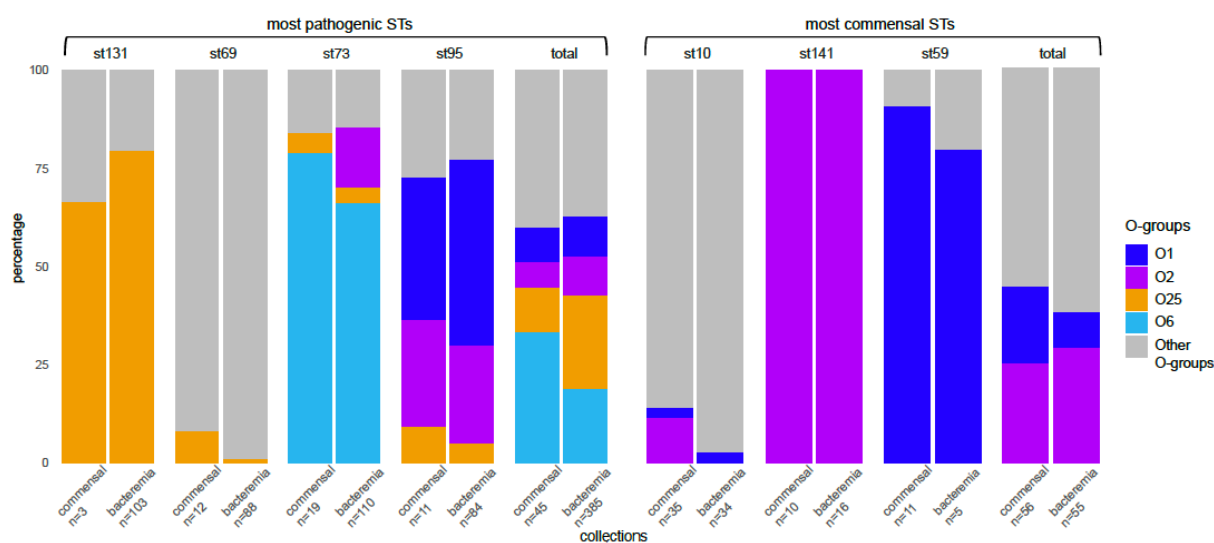 most pathogenic STs
most commensal STs
st131
st69
st73
st95
total
st10
st141
st59
total
percentage
100
75
50
25
0
commensal
n=3
bacteremia
n=103
commensal
n=12
bacteremia
n=88
commensal
n=19
bacteremia
n=110
commensal
n=11
bacteremia
n=84
commensal
n=45
bacteremia
n=385
commensal
n=35
bacteremia
n=34
commensal
n=10
bacteremia
n=16
commensal
n=11
bacteremia
n=5
commensal
n=56
bacteremia
n=55
collections
O-groups
O1
O2
O25
O6
Other
O-groups